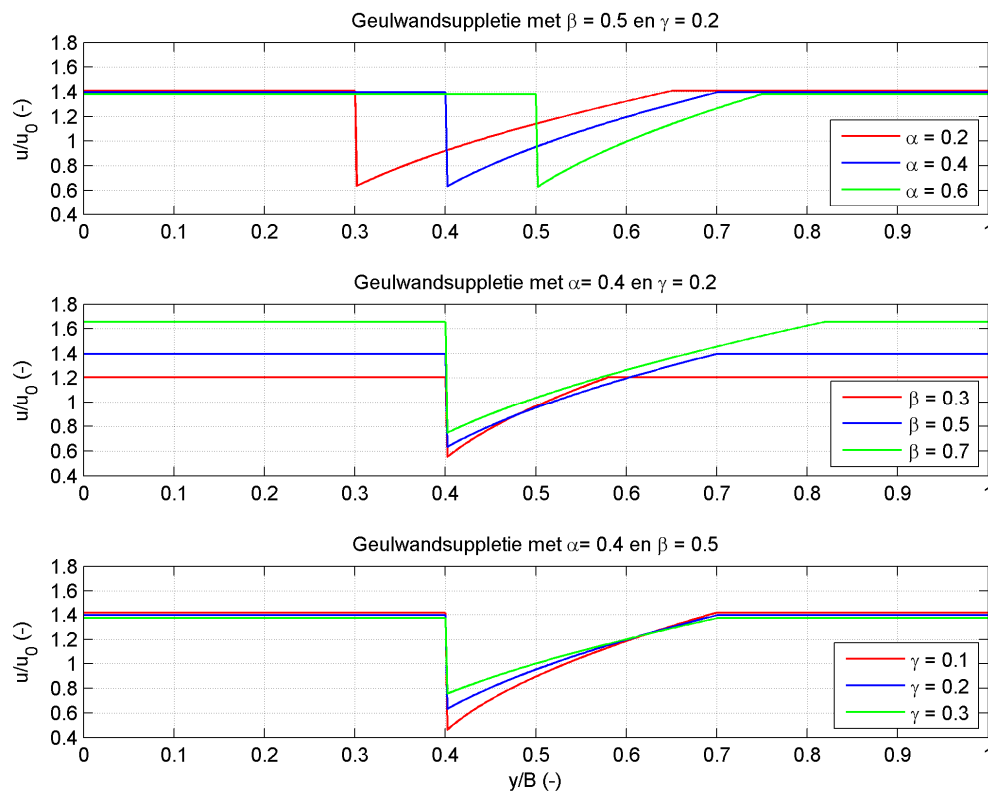 Geulwandsuppletie met β = 0.5 en γ = 0.2
1.8
1.6
1.4
1.2
1
0.8
0.6
0.4
u/u0 (-)
α = 0.2
α = 0.4
α = 0.6
0 0.1 0.2 0.3 0.4 0.5 0.6 0.7 0.8 0.9 1
Geulwandsuppletie met α= 0.4 en γ = 0.2
1.8
1.6
1.4
1.2
1
0.8
0.6
0.4
u/u0 (-)
β = 0.3
β = 0.5
β = 0.7
0 0.1 0.2 0.3 0.4 0.5 0.6 0.7 0.8 0.9 1
Geulwandsuppletie met α= 0.4 en β = 0.5
1.8
1.6
1.4
1.2
1
0.8
0.6
0.4
u/u0 (-)
γ = 0.1
γ = 0.2
γ = 0.3
0 0.1 0.2 0.3 0.4 0.5 0.6 0.7 0.8 0.9 1
y/B (-)